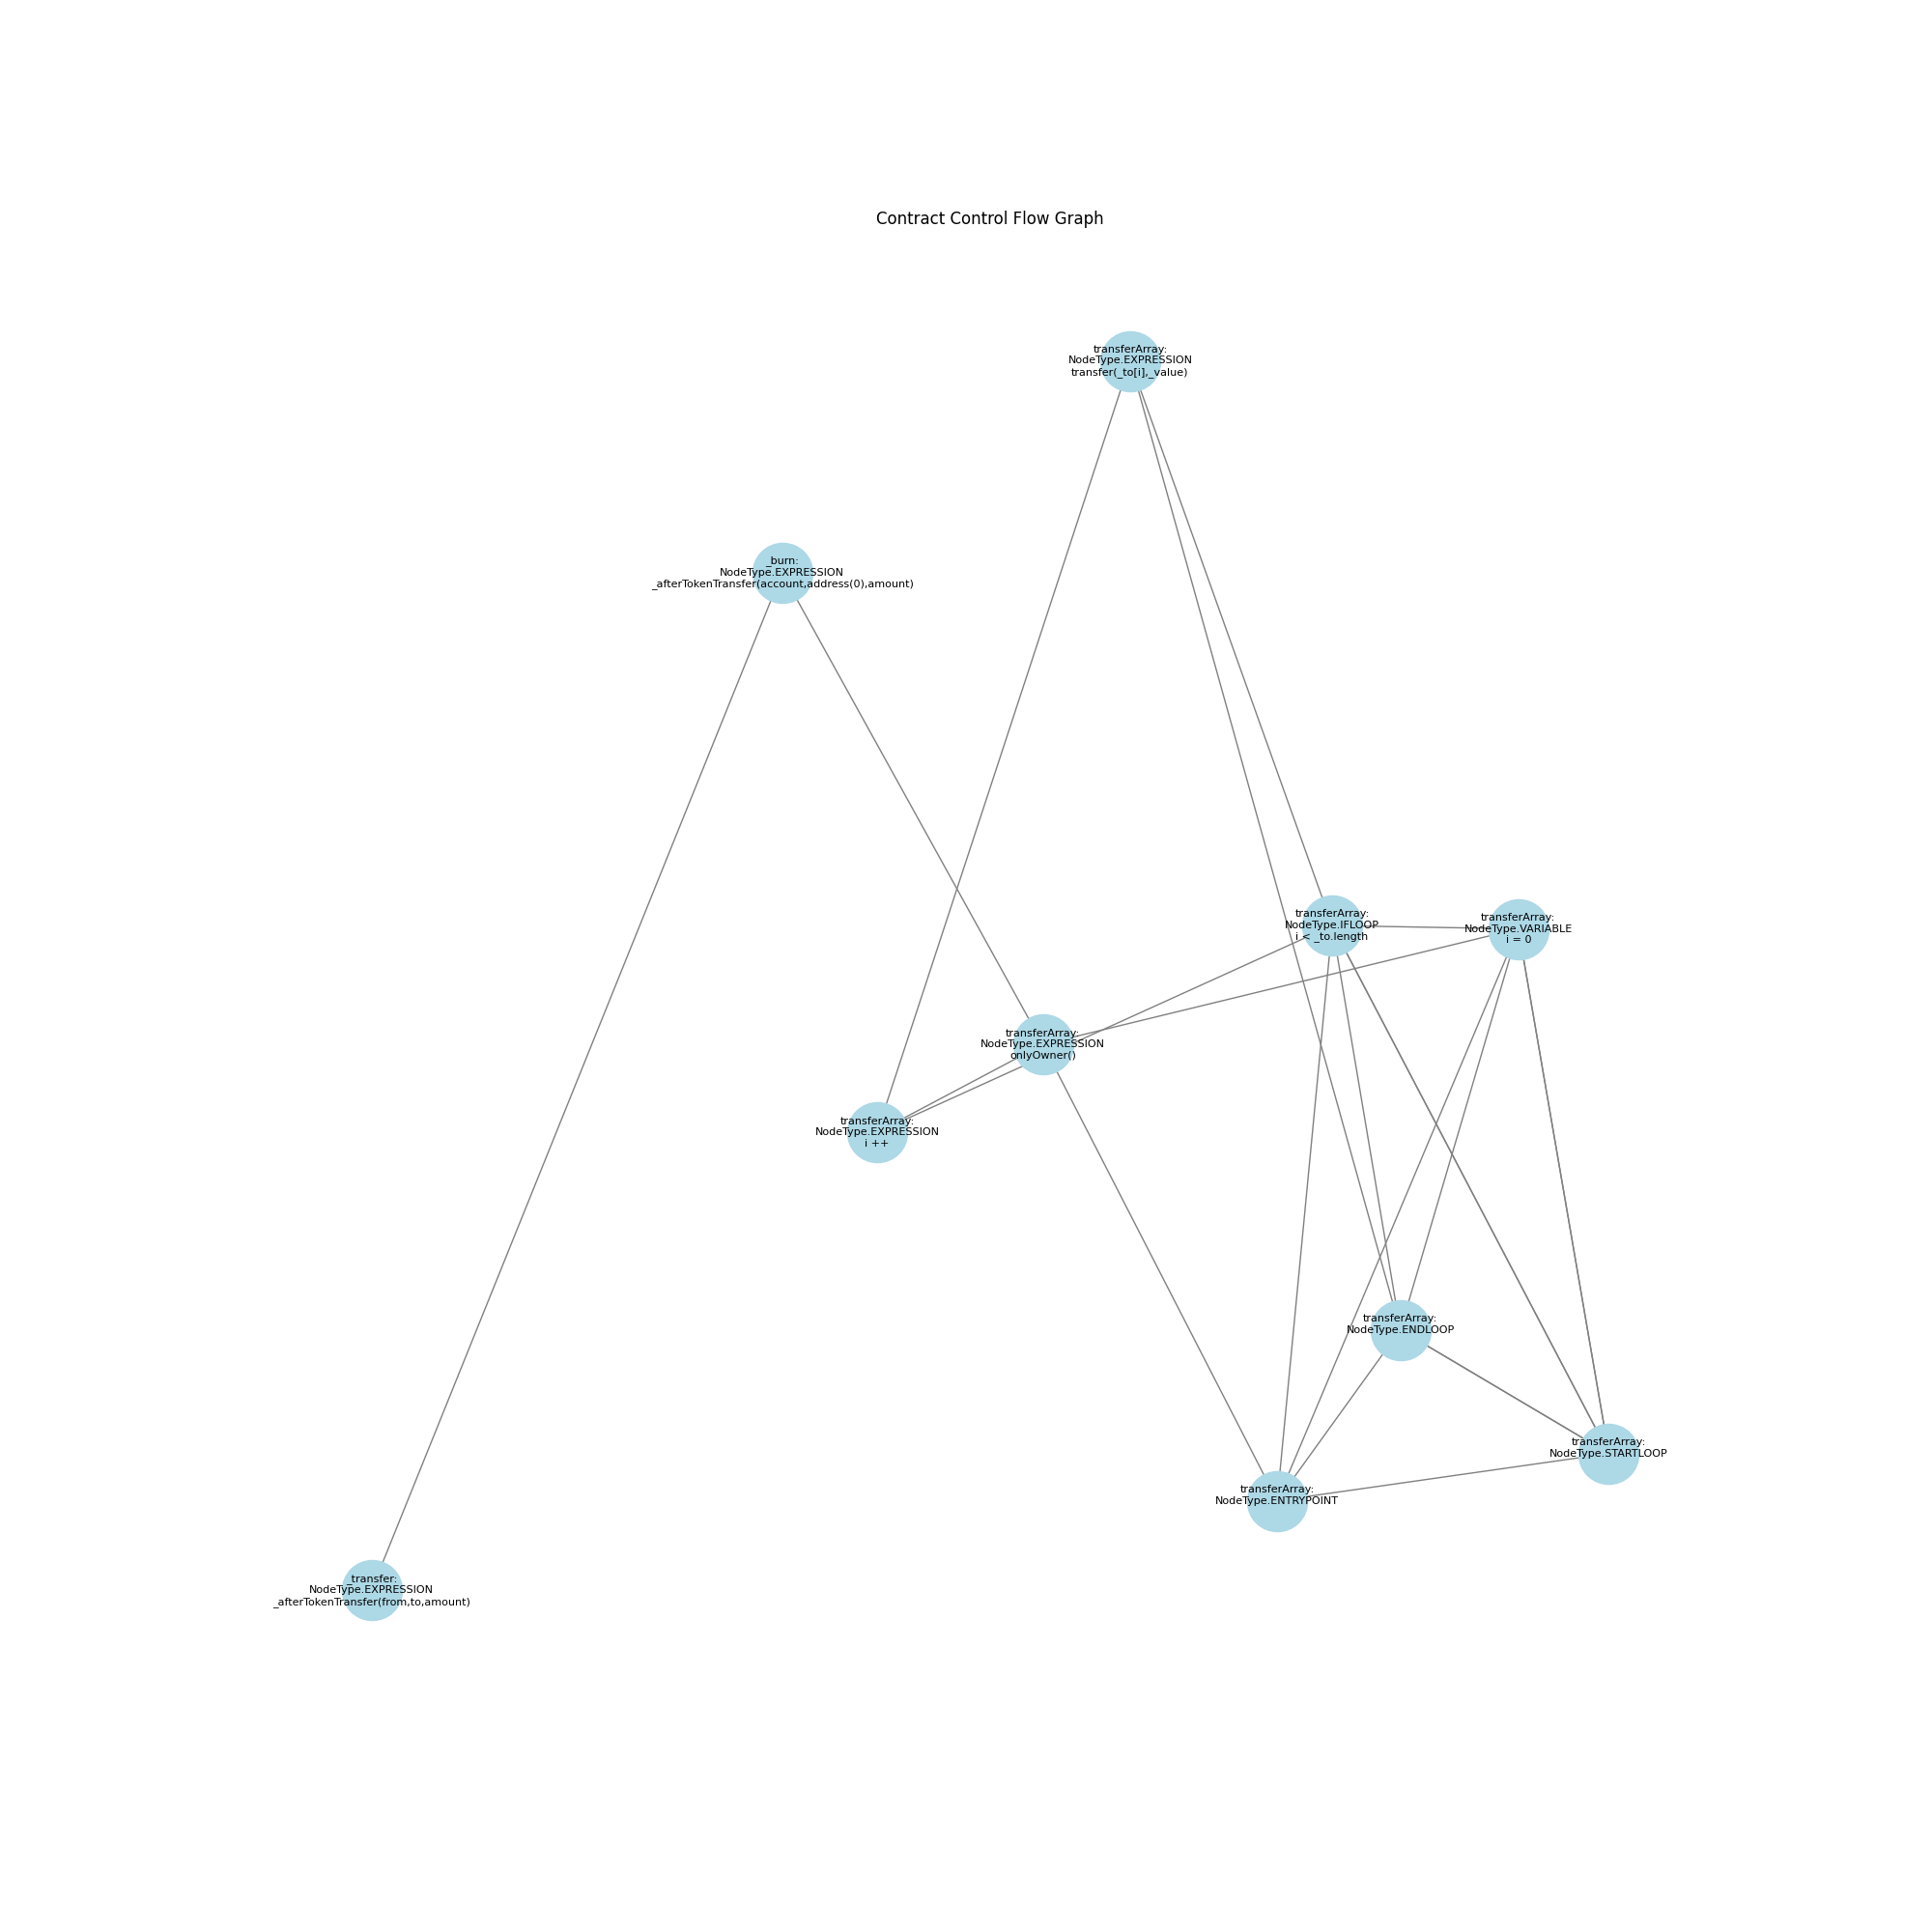 Contract Control Flow Graph
transferArray:
NodeType.EXPRESSION
transfer(_to[i],_value)
_burn:
NodeType.EXPRESSION
_afterTokenTransfer(account,address(0),amount)
transferArray:
NodeType.IFLOOP
i < _to.length
transferArray:
NodeType.VARIABLE
i = 0
transferArray:
NodeType.EXPRESSION
onlyOwner()
transferArray:
NodeType.EXPRESSION
i ++
transferArray:
NodeType.ENDLOOP
transferArray:
NodeType.STARTLOOP
transferArray:
NodeType.ENTRYPOINT
_transfer:
NodeType.EXPRESSION
_afterTokenTransfer(from,to,amount)